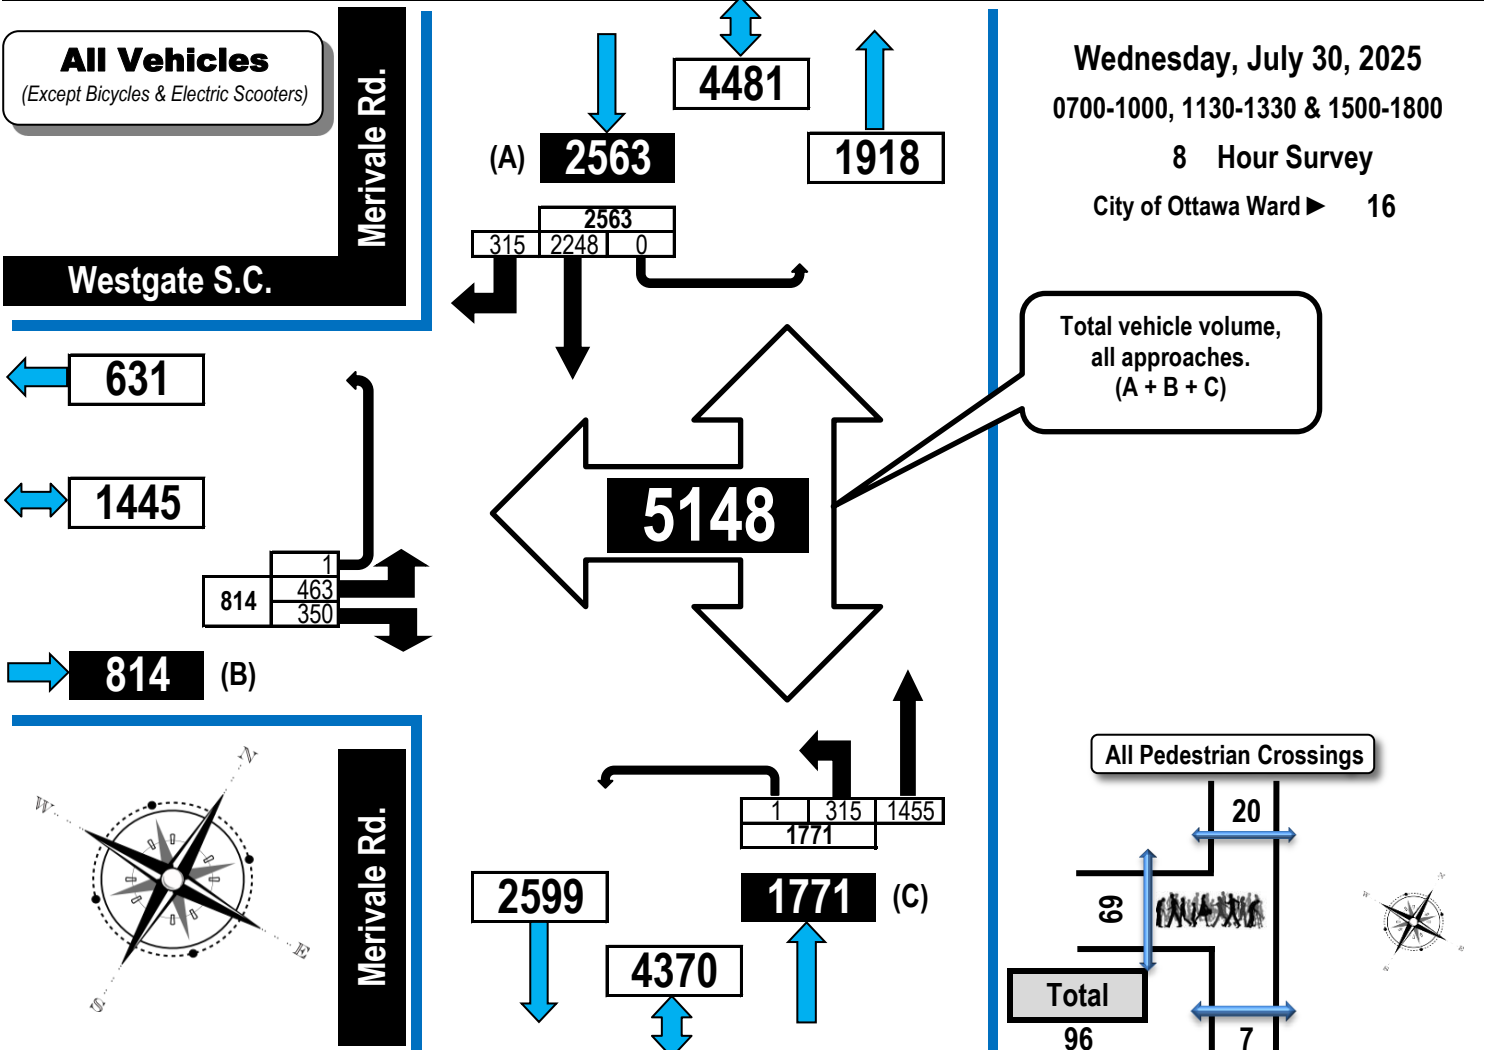 All Vehicles
(Except Bicycles & Electric Scooters)
Merivale Rd.
Westgate S.C.
4481
(A) 2563
1918
2563
315 2248 0
Wednesday, July 30, 2025
0700-1000, 1130-1330 & 1500-1800
8 Hour Survey
City of Ottawa Ward ► 16
Total vehicle volume,
all approaches.
(A + B + C)
631
1445
5148
1
814 463
350
814 (B)
N
W
E
S
Merivale Rd.
1 315 1455
1771
2599
1771 (C)
4370
All Pedestrian Crossings
20
69
Total
96
7